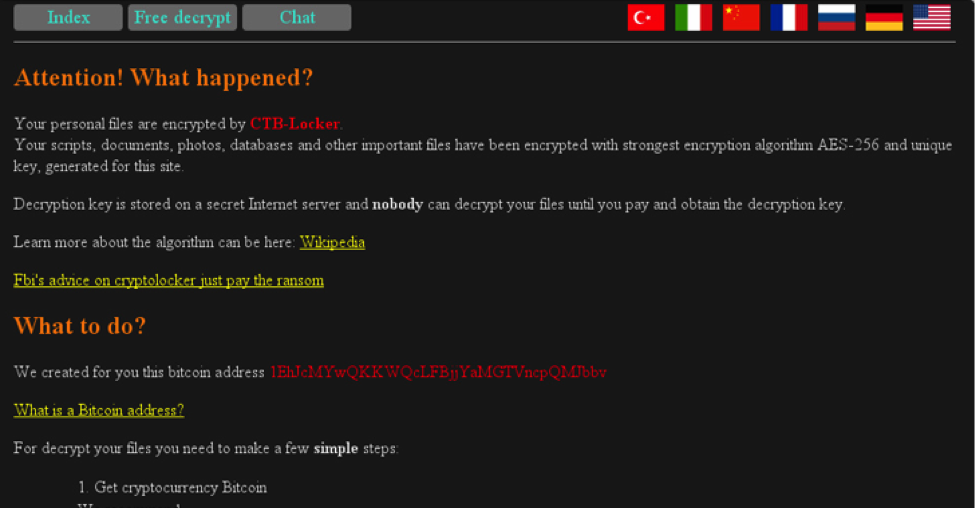 Index Free decrypt Chat
Attention! What happened?
Your personal files are encrypted by CTB-Locker.
Your scripts, documents, photos, databases and other important files have been encrypted with strongest encryption algorithm AES-256 and unique
key, generated for this site.
Decryption key is stored on a secret Internet server and nobody can decrypt your files until you pay and obtain the decryption key.
Learn more about the algorithm can be here: Wikipedia
Fbi's advice on cryptolocker just pay the ransom
What to do?
We created for you this bitcoin address 1EhJcMYwQKKWQcLFBjjYaMGTVncpQMJbbv
What is a Bitcoin address?
For decrypt your files you need to make a few simple steps:
1. Get cryptocurrency Bitcoin